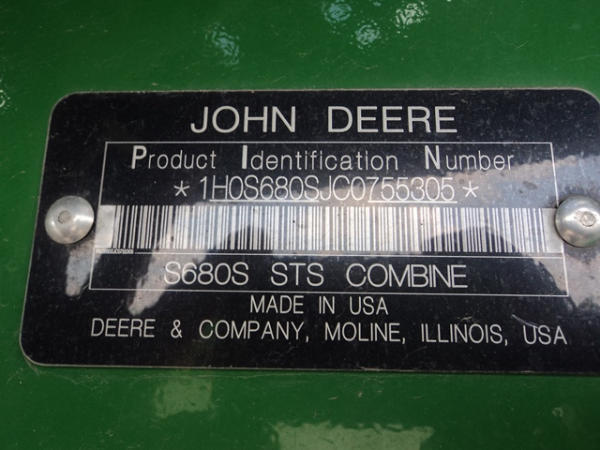 JOHN DEERE
Product Identification Number
*1H0S680SJC0755305*
S680S STS COMBINE
MADE IN USA
DEERE & COMPANY, MOLINE, ILLINOIS, USA